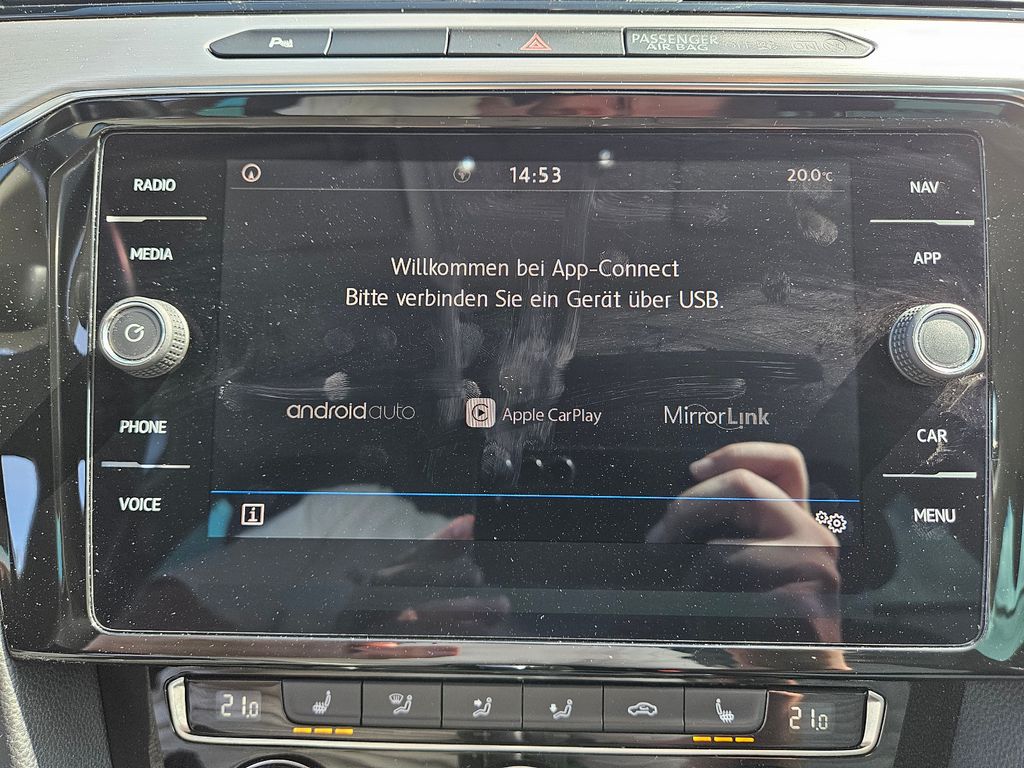 PASSENGER
AIR BAG
ON
RADIO
14:53
20.0°C
NAV
MEDIA
APP
Willkommen bei App-Connect
Bitte verbinden Sie ein Gerät über USB.
androidauto
Apple CarPlay
MirrorLink
PHONE
CAR
VOICE
i
MENU
21.0
21.0